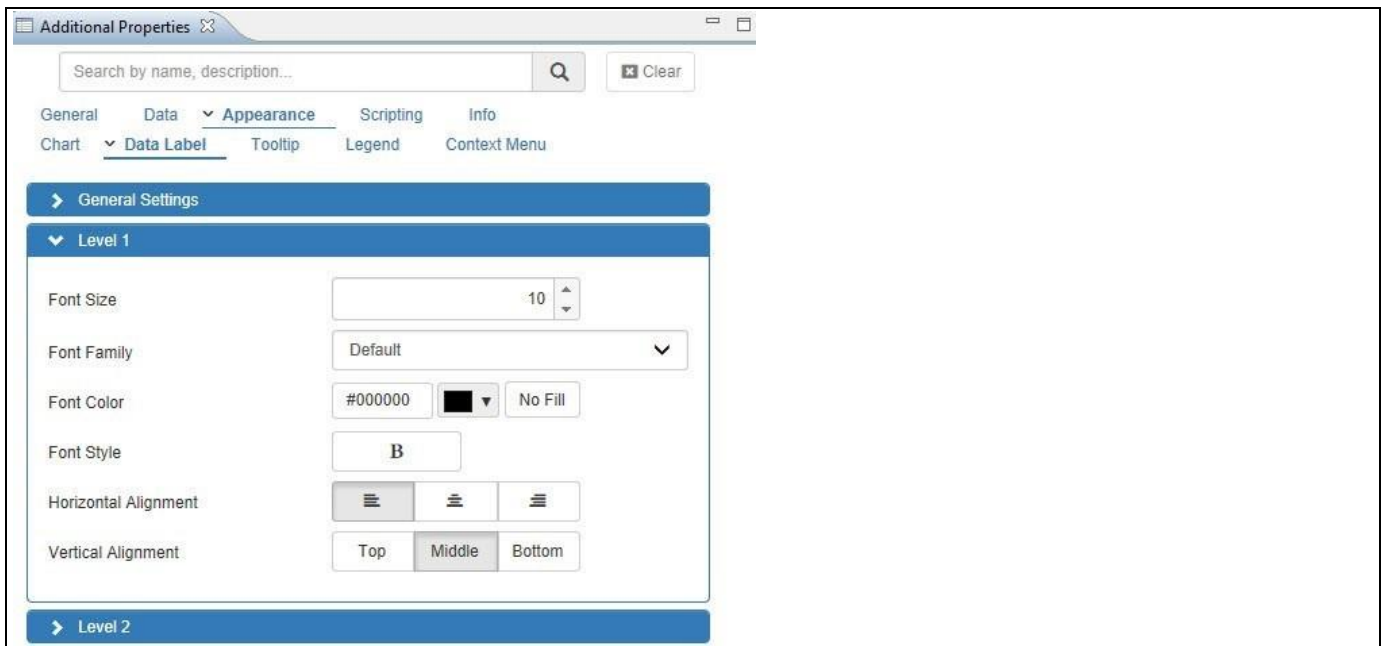 Additional Properties
Search by name, description... Clear
General Data Appearance Scripting Info
Chart Data Label Tooltip Legend Context Menu
General Settings
Level 1
Font Size 10
Font Family Default
Font Color #000000 No Fill
Font Style B
Horizontal Alignment
Vertical Alignment Top Middle Bottom
Level 2